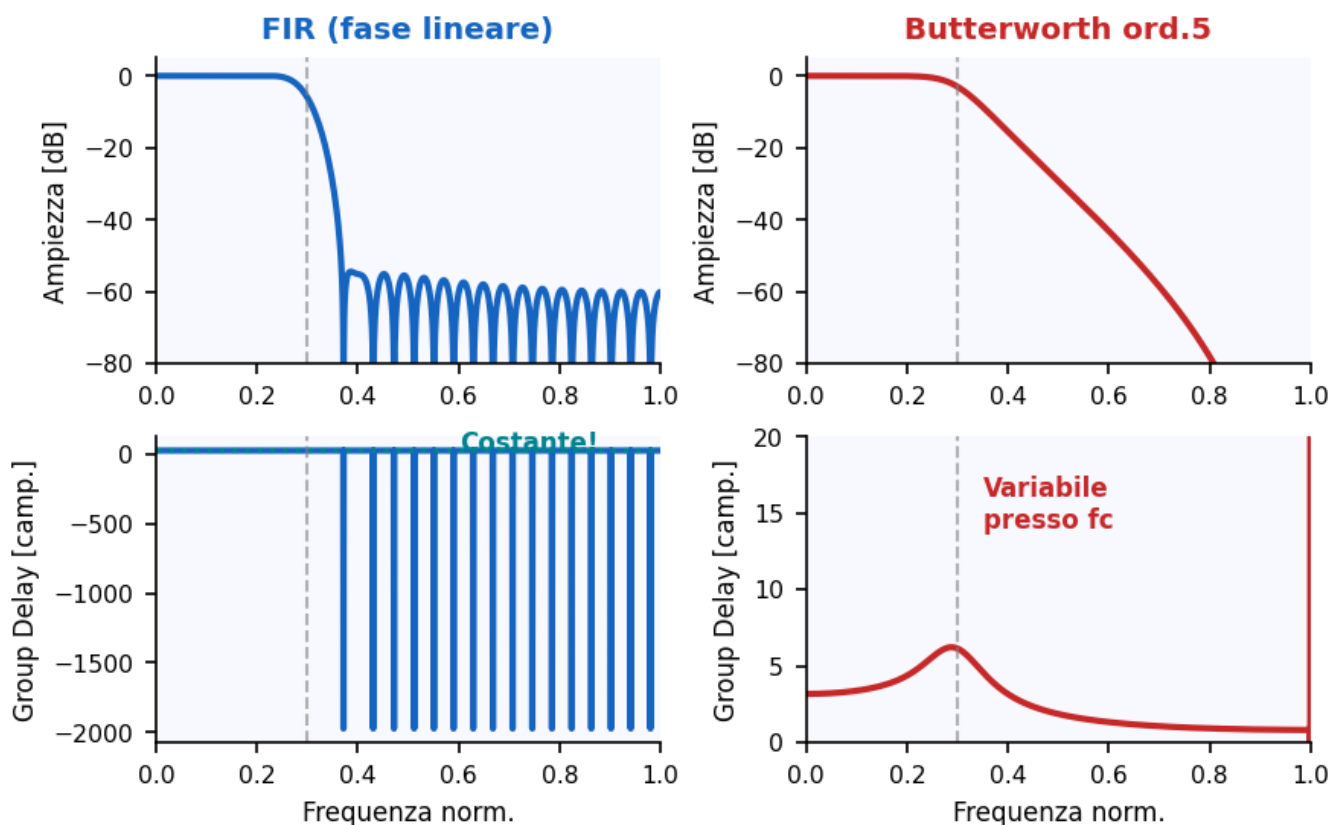 FIR (fase lineare)
Ampiezza [dB]
0
−20
−40
−60
−80
0.0 0.2 0.4 0.6 0.8 1.0
Butterworth ord.5
Ampiezza [dB]
0
−20
−40
−60
−80
0.0 0.2 0.4 0.6 0.8 1.0
Costante!
Group Delay [camp.]
0
−500
−1000
−1500
−2000
0.0 0.2 0.4 0.6 0.8 1.0
Frequenza norm.
Variabile
presso fc
Group Delay [camp.]
20
15
10
5
0
0.0 0.2 0.4 0.6 0.8 1.0
Frequenza norm.